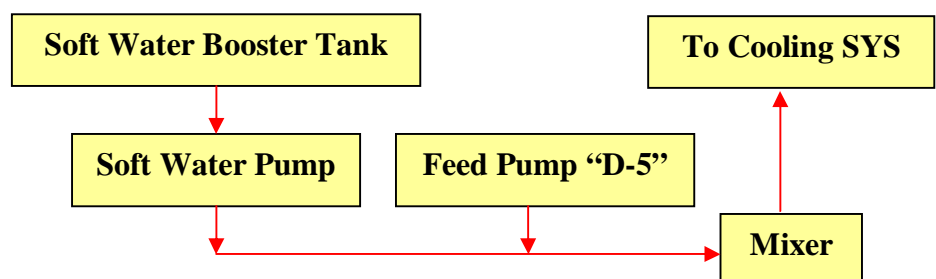 Soft Water Booster Tank
To Cooling SYS
Soft Water Pump
Feed Pump “D-5”
Mixer